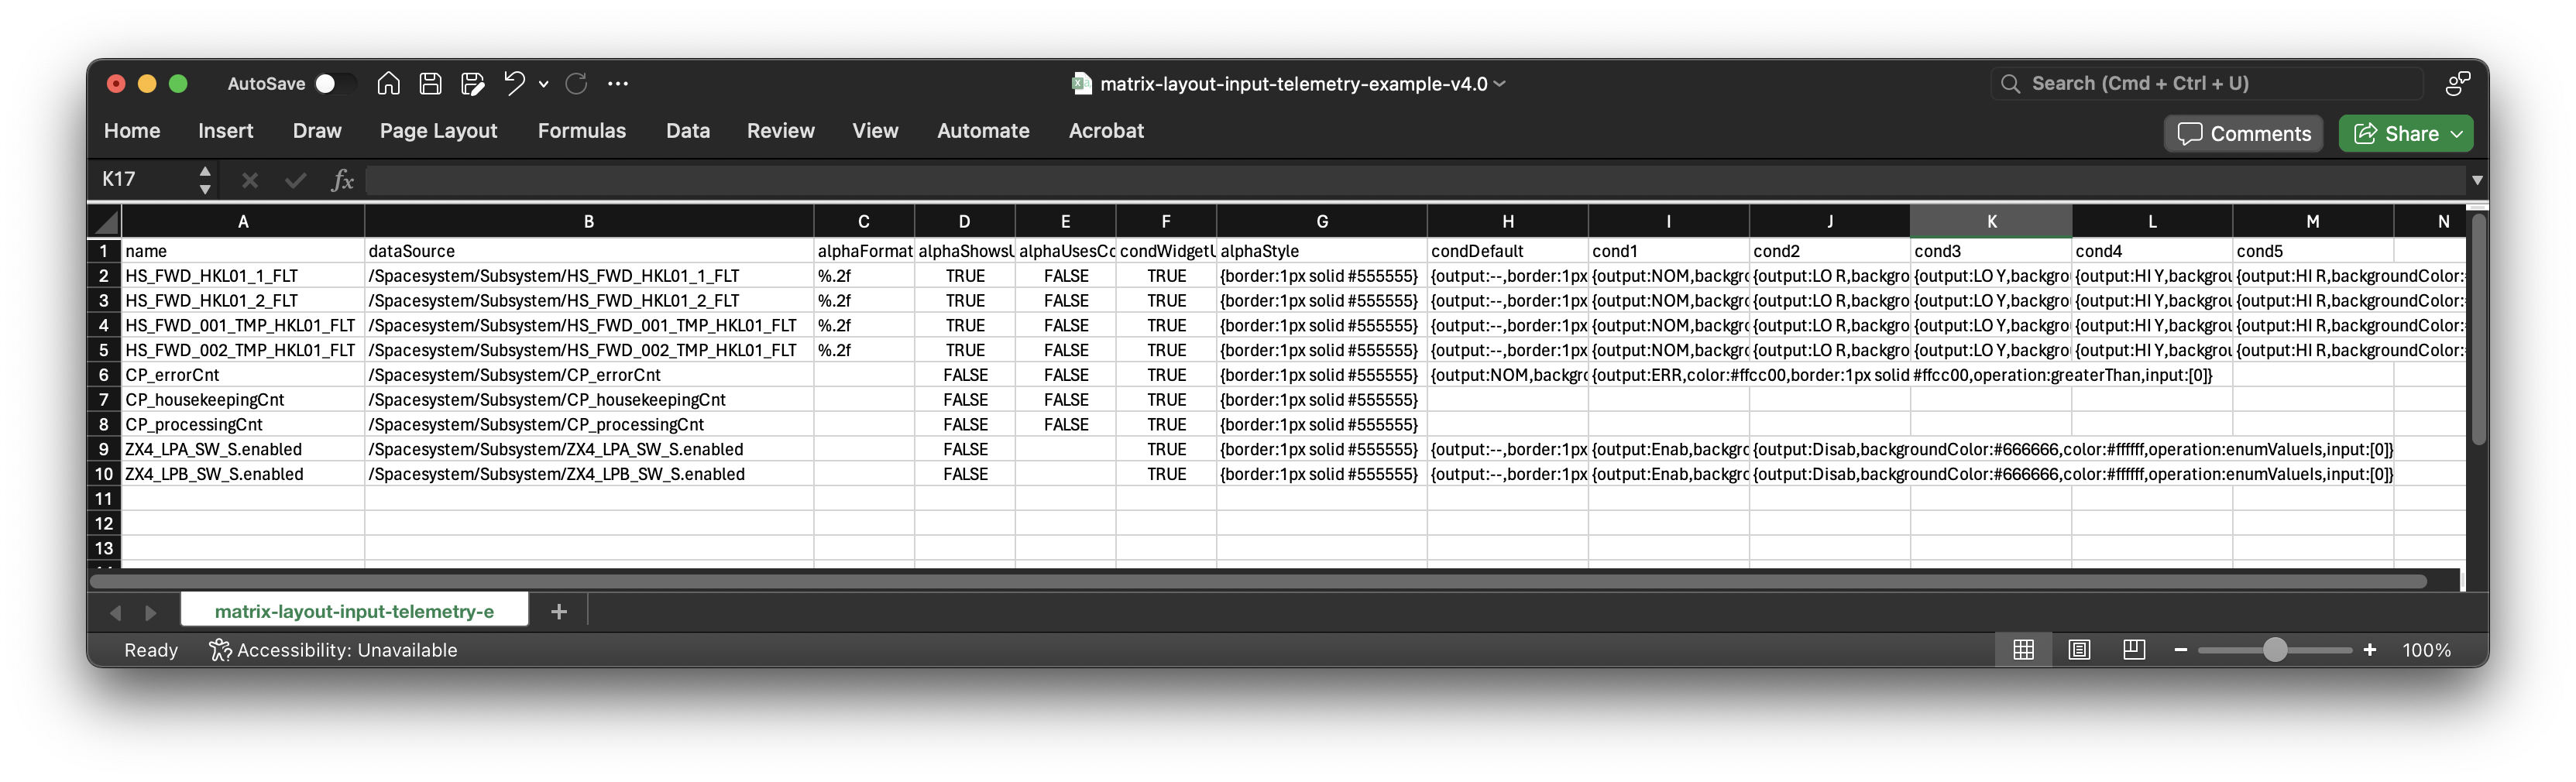 AutoSave matrix-layout-input-telemetry-example-v4.0 Search (Cmd + Ctrl + U)
Home Insert Draw Page Layout Formulas Data Review View Automate Acrobat Comments Share
K17 fx
A B C D E F G H I J K L M N
1 name dataSource alphaFormat alphaShowsU alphaUsesCo condWidgetU alphaStyle condDefault cond1 cond2 cond3 cond4 cond5
2 HS_FWD_HKL01_1_FLT /Spacesystem/Subsystem/HS_FWD_HKL01_1_FLT %.2f TRUE FALSE TRUE {border:1px solid #555555} {output:--,border:1px {output:NOM,backgro {output:LO R,backgro {output:LO Y,backgro {output:HI Y,backgrou {output:HI R,backgroundColor:
3 HS_FWD_HKL01_2_FLT /Spacesystem/Subsystem/HS_FWD_HKL01_2_FLT %.2f TRUE FALSE TRUE {border:1px solid #555555} {output:--,border:1px {output:NOM,backgro {output:LO R,backgro {output:LO Y,backgro {output:HI Y,backgrou {output:HI R,backgroundColor:
4 HS_FWD_001_TMP_HKL01_FLT /Spacesystem/Subsystem/HS_FWD_001_TMP_HKL01_FLT %.2f TRUE FALSE TRUE {border:1px solid #555555} {output:--,border:1px {output:NOM,backgro {output:LO R,backgro {output:LO Y,backgro {output:HI Y,backgrou {output:HI R,backgroundColor:
5 HS_FWD_002_TMP_HKL01_FLT /Spacesystem/Subsystem/HS_FWD_002_TMP_HKL01_FLT %.2f TRUE FALSE TRUE {border:1px solid #555555} {output:--,border:1px {output:NOM,backgro {output:LO R,backgro {output:LO Y,backgro {output:HI Y,backgrou {output:HI R,backgroundColor:
6 CP_errorCnt /Spacesystem/Subsystem/CP_errorCnt FALSE FALSE TRUE {border:1px solid #555555} {output:NOM,backgro {output:ERR,color:#ffcc00,border:1px solid #ffcc00,operation:greaterThan,input:[0]}
7 CP_housekeepingCnt /Spacesystem/Subsystem/CP_housekeepingCnt FALSE FALSE TRUE {border:1px solid #555555}
8 CP_processingCnt /Spacesystem/Subsystem/CP_processingCnt FALSE FALSE TRUE {border:1px solid #555555}
9 ZX4_LPA_SW_S.enabled /Spacesystem/Subsystem/ZX4_LPA_SW_S.enabled FALSE TRUE {border:1px solid #555555} {output:--,border:1px {output:Enab,backgro {output:Disab,backgroundColor:#666666,color:#ffffff,operation:enumValueIs,input:[0]}
10 ZX4_LPB_SW_S.enabled /Spacesystem/Subsystem/ZX4_LPB_SW_S.enabled FALSE TRUE {border:1px solid #555555} {output:--,border:1px {output:Enab,backgro {output:Disab,backgroundColor:#666666,color:#ffffff,operation:enumValueIs,input:[0]}
11
12
13
matrix-layout-input-telemetry-e
Ready Accessibility: Unavailable 100%